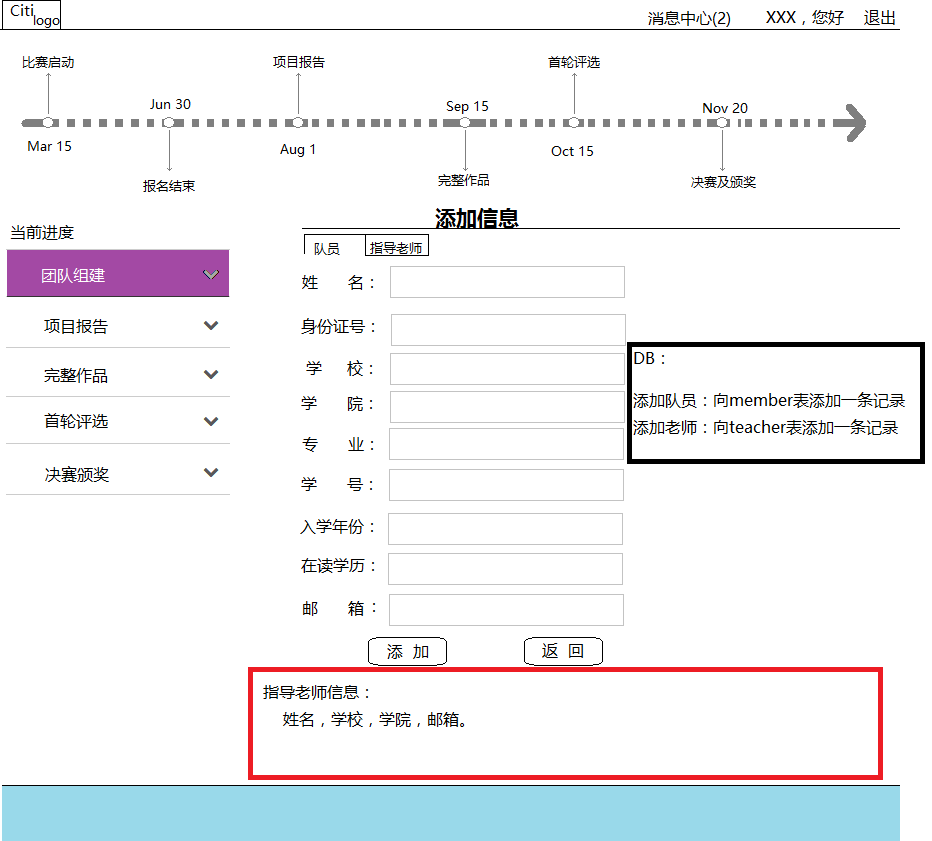 Citi
logo
消息中心(2) XXX，您好 退出
比赛启动 项目报告 首轮评选
Jun 30 Sep 15 Nov 20
Mar 15 Aug 1 Oct 15
报名结束 完整作品 决赛及颁奖
添加信息
当前进度
团队组建
项目报告
完整作品
首轮评选
决赛颁奖
队员 指导老师
姓 名：
身份证号：
学 校：
学 院：
专 业：
学 号：
入学年份：
在读学历：
邮 箱：
添 加 返 回
DB：
添加队员：向member表添加一条记录
添加老师：向teacher表添加一条记录
指导老师信息：
姓名，学校，学院，邮箱。